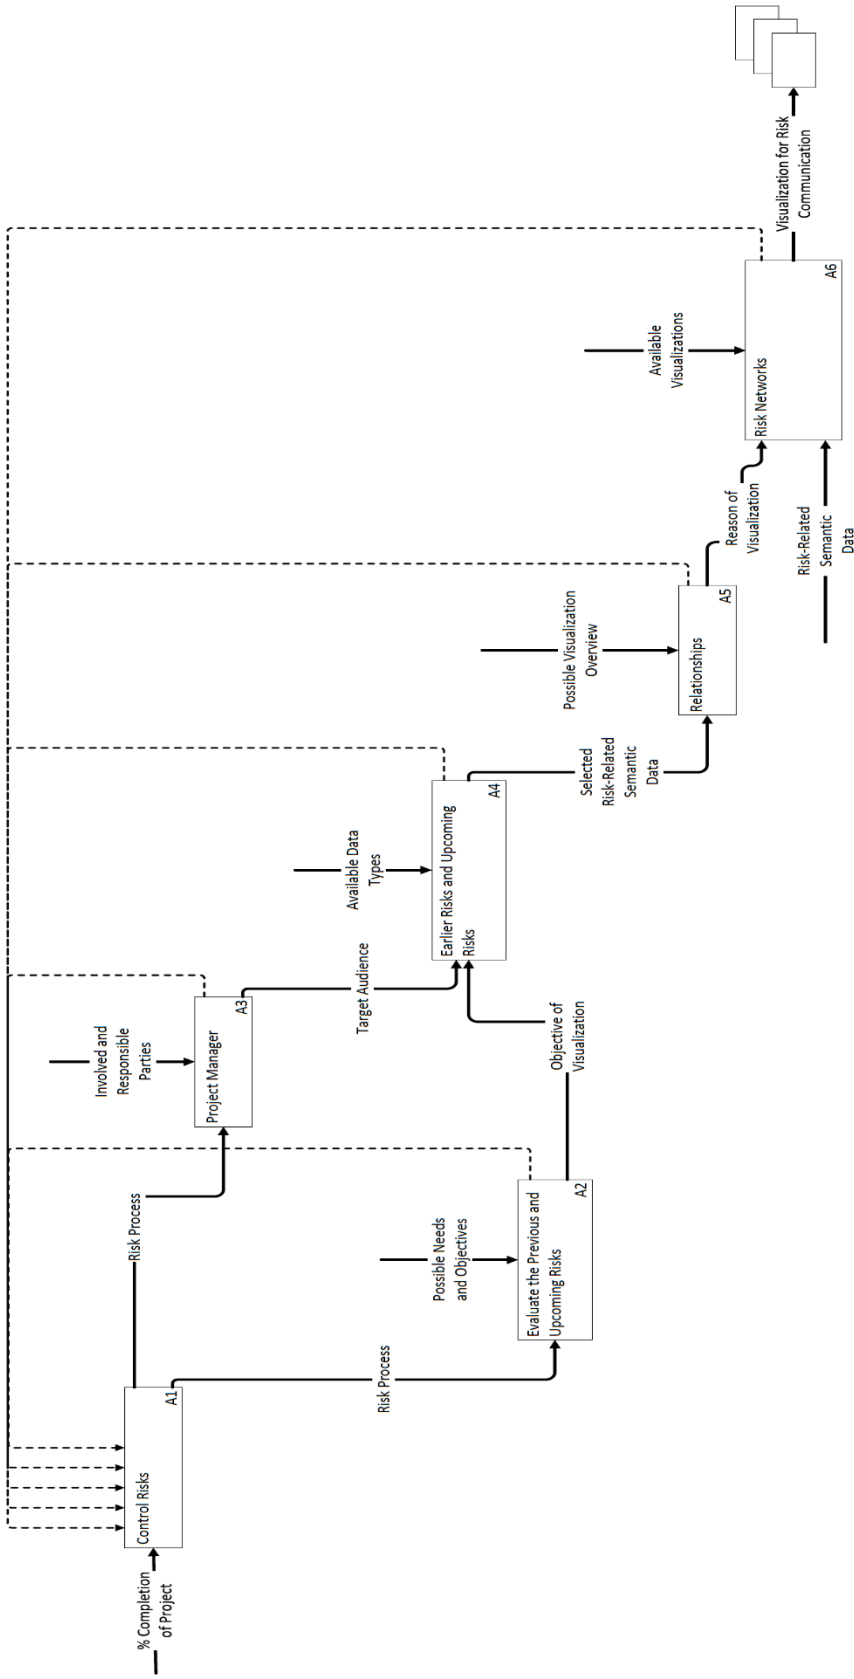 % Completion
of Project
Control Risks
A1
Risk Process
Risk Process
Possible Needs
and Objectives
Evaluate the Previous and
Upcoming Risks
A2
Involved and
Responsible
Parties
Project Manager
A3
Target Audience
Objective of
Visualization
Available Data
Types
Earlier Risks and Upcoming
Risks
A4
Selected
Risk-Related
Semantic
Data
Possible Visualization
Overview
Relationships
A5
Reason of
Visualization
Risk-Related
Semantic
Data
Available
Visualizations
Risk Networks
A6
Visualization for Risk
Communication